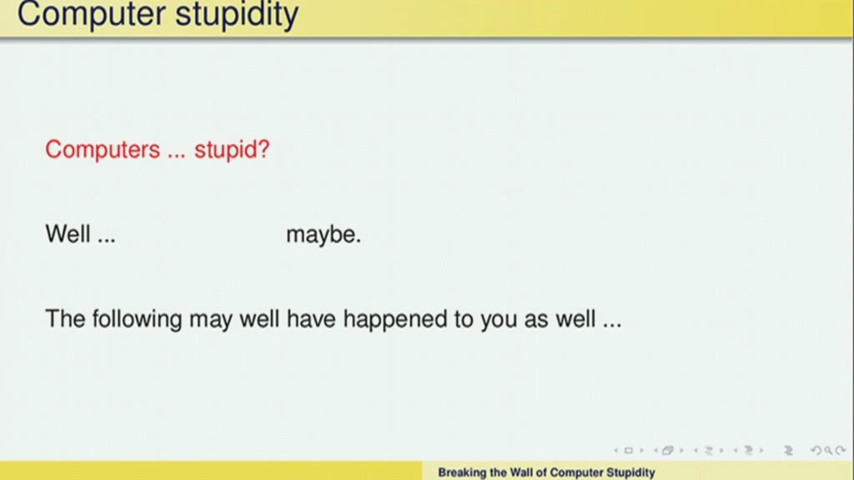 Computer stupidity
Computers ... stupid?
Well ... maybe.
The following may well have happened to you as well ...
Breaking the Wall of Computer Stupidity